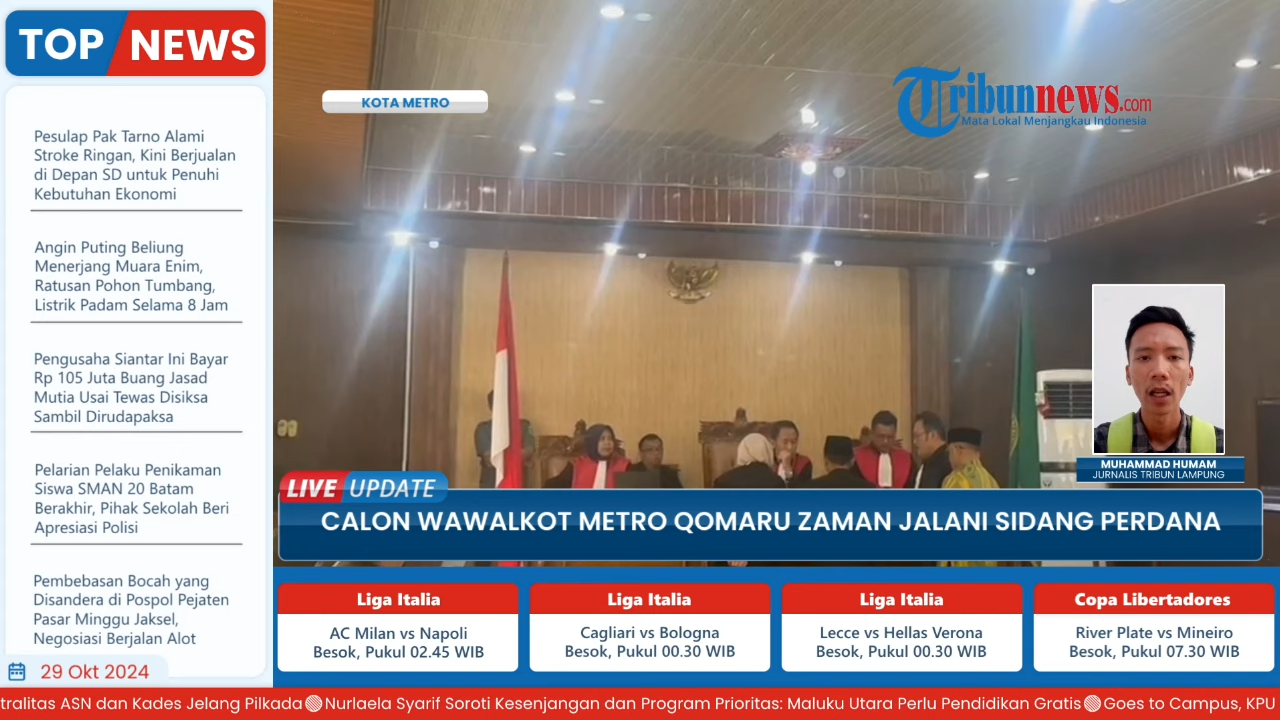 TOP NEWS
Pesulap Pak Tarno Alami
Stroke Ringan, Kini Berjualan
di Depan SD untuk Penuhi
Kebutuhan Ekonomi
Angin Puting Beliung
Menerjang Muara Enim,
Ratusan Pohon Tumbang,
Listrik Padam Selama 8 Jam
Pengusaha Siantar Ini Bayar
Rp 105 Juta Buang Jasad
Mutia Usai Tewas Disiksa
Sambil Dirudapaksa
Pelarian Pelaku Penikaman
Siswa SMAN 20 Batam
Berakhir, Pihak Sekolah Beri
Apresiasi Polisi
Pembebasan Bocah yang
Disandera di Pospol Pejaten
Pasar Minggu Jaksel,
Negosiasi Berjalan Alot
29 Okt 2024
KOTA METRO
Tribunnews.com
Mata Lokal Menjangkau Indonesia
MUHAMMAD HUMAM
JURNALIS TRIBUN LAMPUNG
LIVE UPDATE
CALON WAWALKOT METRO QOMARU ZAMAN JALANI SIDANG PERDANA
Liga Italia
AC Milan vs Napoli
Besok, Pukul 02.45 WIB
Liga Italia
Cagliari vs Bologna
Besok, Pukul 00.30 WIB
Liga Italia
Lecce vs Hellas Verona
Besok, Pukul 00.30 WIB
Copa Libertadores
River Plate vs Mineiro
Besok, Pukul 07.30 WIB
tralitas ASN dan Kades Jelang Pilkada Nurlaela Syarif Soroti Kesenjangan dan Program Prioritas: Maluku Utara Perlu Pendidikan Gratis Goes to Campus, KPU